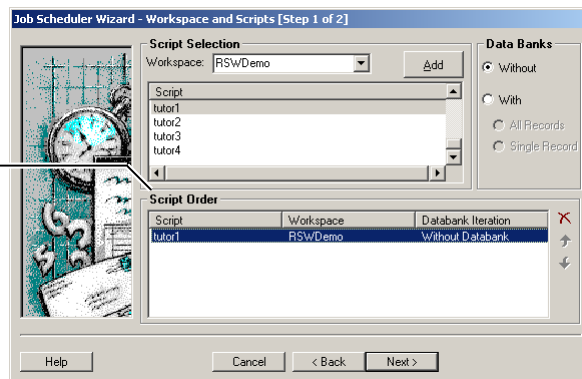 Job Scheduler Wizard - Workspace and Scripts [Step 1 of 2]
Script Selection
Workspace: RSWDemo
Add
Script
tutor1
tutor2
tutor3
tutor4
Data Banks
Without
With
All Records
Single Record
Script Order
Script Workspace Databank Iteration
tutor1 RSWDemo Without Databank
Help Cancel < Back Next >